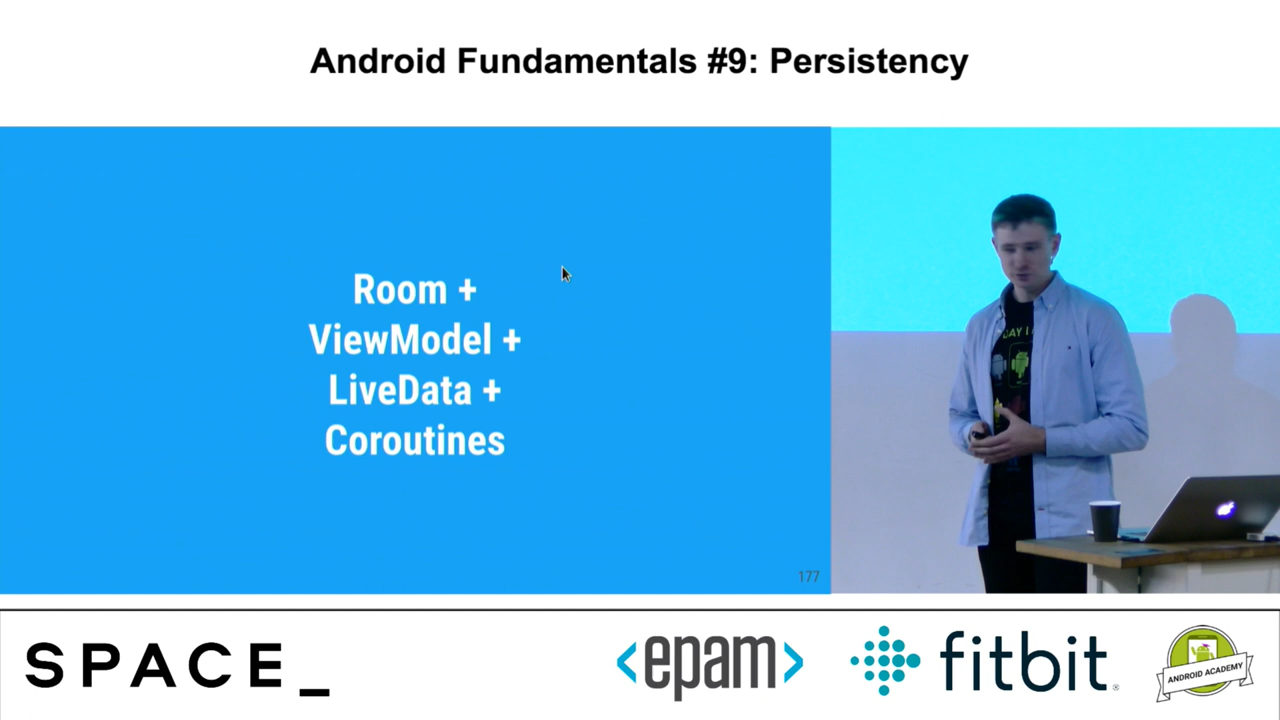 Android Fundamentals #9: Persistency
Room +
ViewModel +
LiveData +
Coroutines
177
SPACE_
<epam>
fitbit®
ANDROID ACADEMY